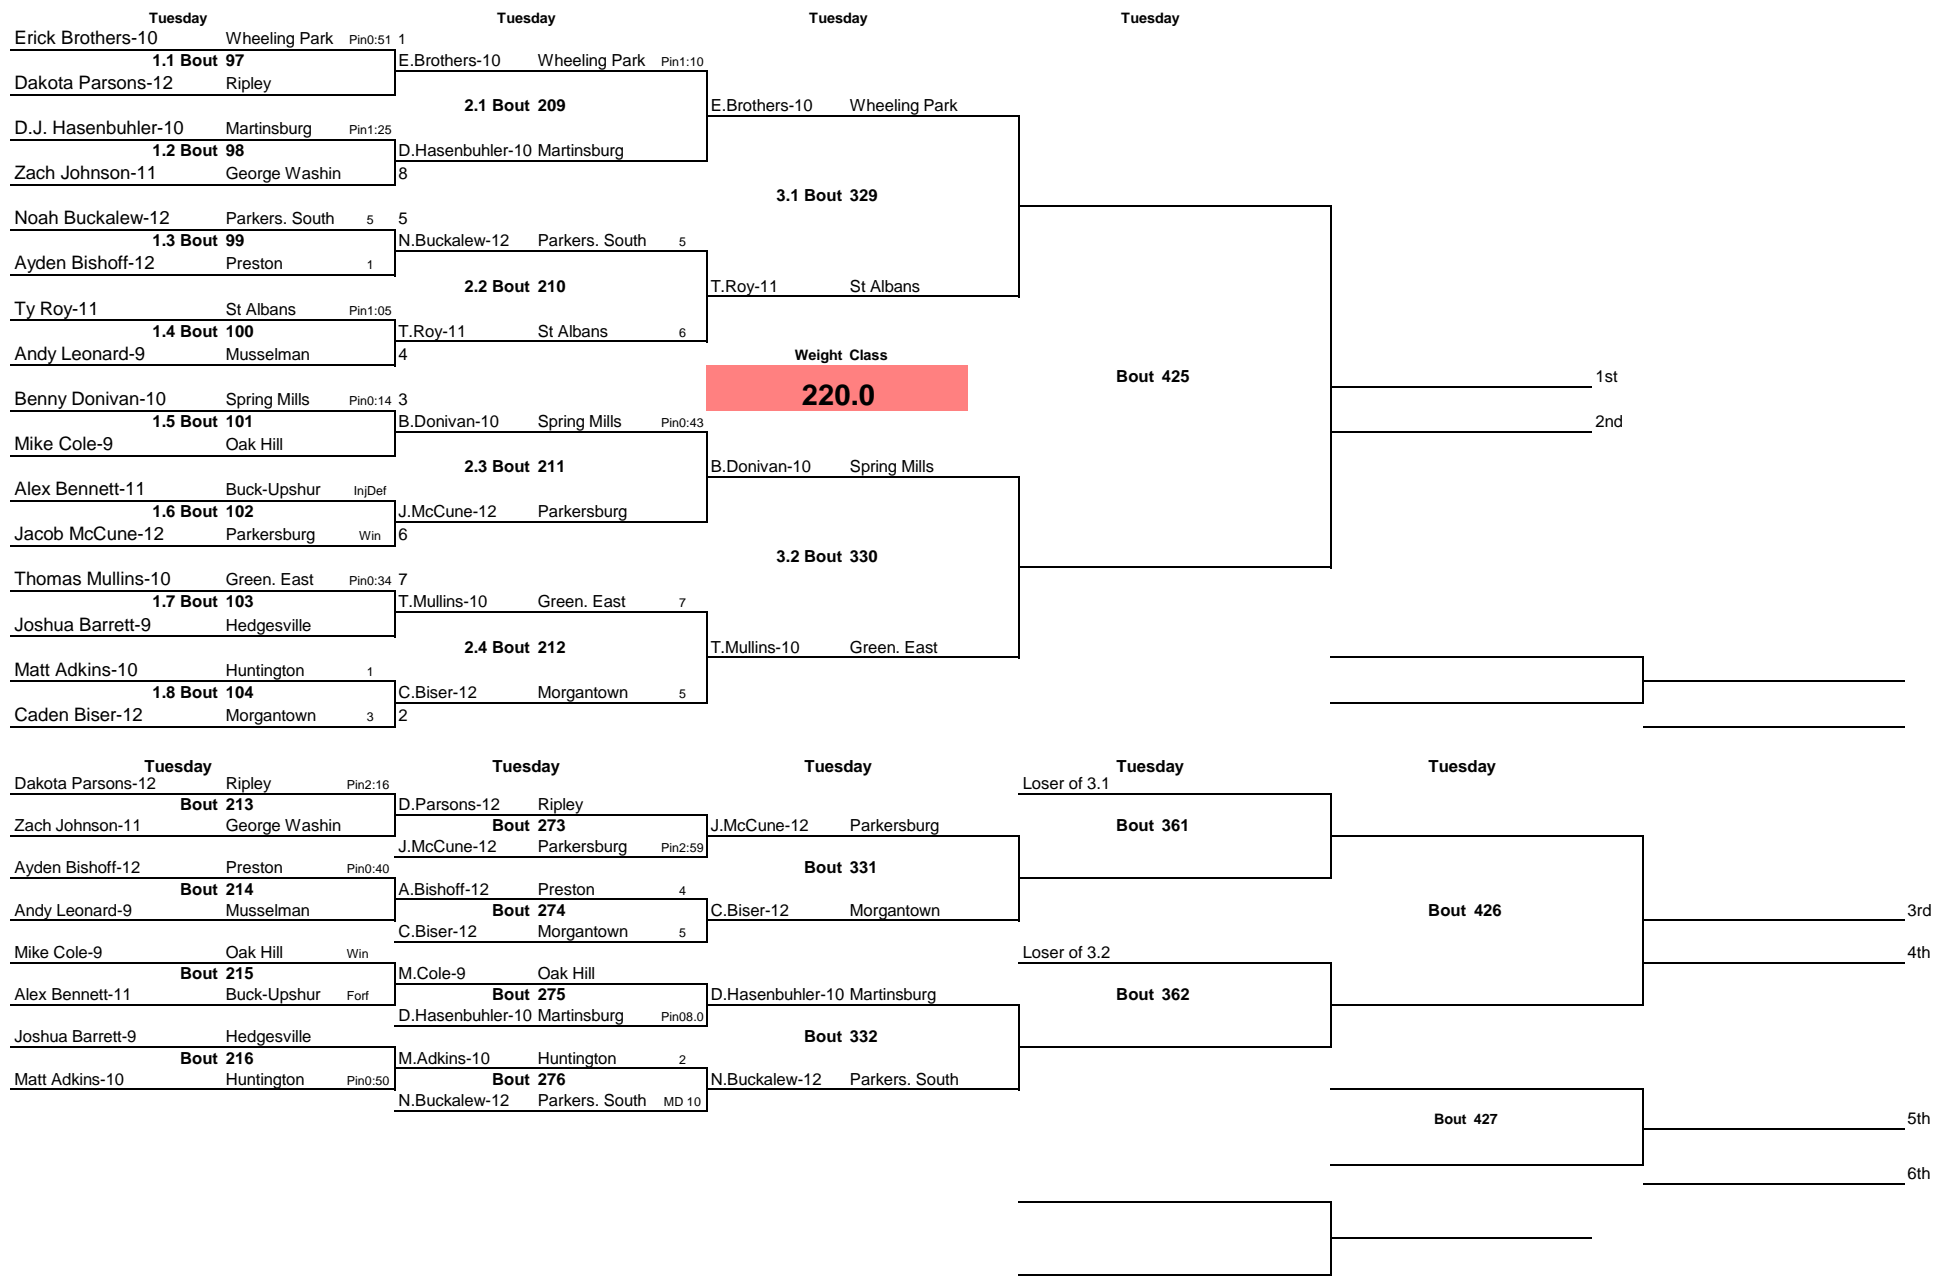 Tuesday Tuesday Tuesday Tuesday
Erick Brothers-10 Wheeling Park Pin0:51 1
1.1 Bout 97 E.Brothers-10 Wheeling Park Pin1:10
Dakota Parsons-12 Ripley
2.1 Bout 209 E.Brothers-10 Wheeling Park
D.J. Hasenbuhler-10 Martinsburg Pin1:25
1.2 Bout 98 D.Hasenbuhler-10 Martinsburg
Zach Johnson-11 George Washin 8
3.1 Bout 329
Noah Buckalew-12 Parkers. South 5 5
1.3 Bout 99 N.Buckalew-12 Parkers. South 5
Ayden Bishoff-12 Preston 1
2.2 Bout 210 T.Roy-11 St Albans
Ty Roy-11 St Albans Pin1:05
1.4 Bout 100 T.Roy-11 St Albans 6
Andy Leonard-9 Musselman 4 Weight Class
Bout 425 1st
Benny Donivan-10 Spring Mills Pin0:14 3 220.0
1.5 Bout 101 B.Donivan-10 Spring Mills Pin0:43 2nd
Mike Cole-9 Oak Hill
2.3 Bout 211 B.Donivan-10 Spring Mills
Alex Bennett-11 Buck-Upshur InjDef
1.6 Bout 102 J.McCune-12 Parkersburg
Jacob McCune-12 Parkersburg Win 6
3.2 Bout 330
Thomas Mullins-10 Green. East Pin0:34 7
1.7 Bout 103 T.Mullins-10 Green. East 7
Joshua Barrett-9 Hedgesville
2.4 Bout 212 T.Mullins-10 Green. East
Matt Adkins-10 Huntington 1
1.8 Bout 104 C.Biser-12 Morgantown 5
Caden Biser-12 Morgantown 3 2
Tuesday Tuesday Tuesday Tuesday Tuesday
Dakota Parsons-12 Ripley Pin2:16 Loser of 3.1
Bout 213 D.Parsons-12 Ripley
Zach Johnson-11 George Washin Bout 273 J.McCune-12 Parkersburg Bout 361
J.McCune-12 Parkersburg Pin2:59
Ayden Bishoff-12 Preston Pin0:40 Bout 331
Bout 214 A.Bishoff-12 Preston 4
Andy Leonard-9 Musselman Bout 274 C.Biser-12 Morgantown Bout 426 3rd
C.Biser-12 Morgantown 5
Mike Cole-9 Oak Hill Win Loser of 3.2 4th
Bout 215 M.Cole-9 Oak Hill
Alex Bennett-11 Buck-Upshur Forf Bout 275 D.Hasenbuhler-10 Martinsburg Bout 362
D.Hasenbuhler-10 Martinsburg Pin08.0
Joshua Barrett-9 Hedgesville Bout 332
Bout 216 M.Adkins-10 Huntington 2
Matt Adkins-10 Huntington Pin0:50 Bout 276 N.Buckalew-12 Parkers. South
N.Buckalew-12 Parkers. South MD 10
Bout 427 5th
6th